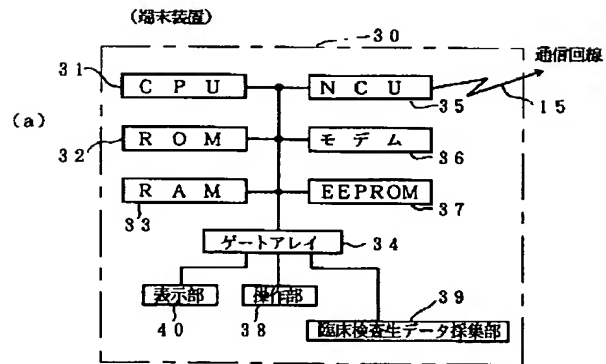 (端末装置)
30
通信回線
31
CPU
NCU
35
15
(a)
ROM
32
モデム
36
RAM
33
EEPROM
37
ゲートアレイ
34
表示部
操作部
39
40
38
臨床検査生データ採集部